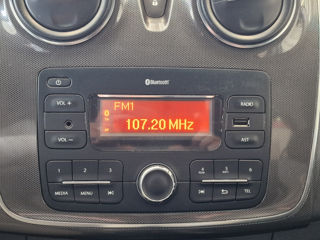 Bluetooth
FM1
107.20 MHz
VOL +
VOL –
RADIO
AST
1 2 3
4 5 6
MEDIA MENU
TEL